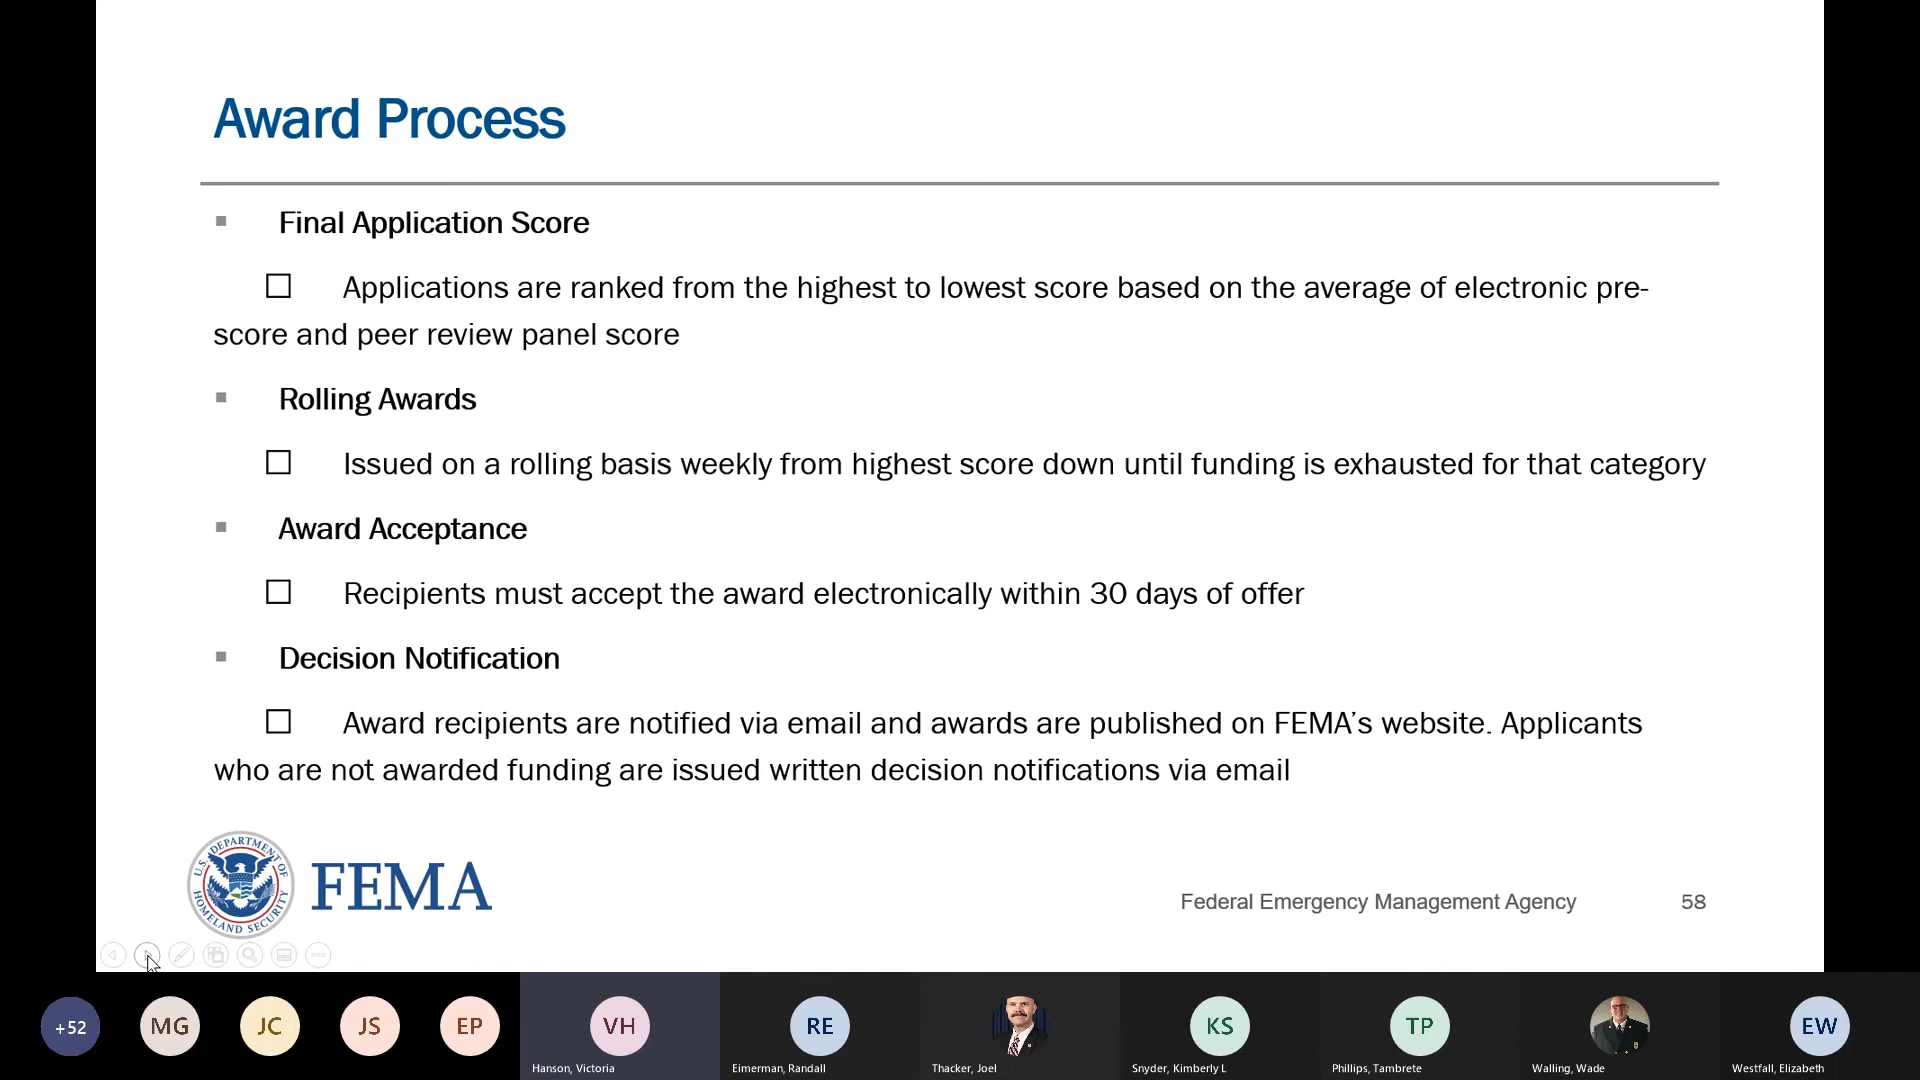 Award Process
▪ Final Application Score
☐ Applications are ranked from the highest to lowest score based on the average of electronic pre-
score and peer review panel score
▪ Rolling Awards
☐ Issued on a rolling basis weekly from highest score down until funding is exhausted for that category
▪ Award Acceptance
☐ Recipients must accept the award electronically within 30 days of offer
▪ Decision Notification
☐ Award recipients are notified via email and awards are published on FEMA’s website. Applicants
who are not awarded funding are issued written decision notifications via email
U.S. DEPARTMENT OF HOMELAND SECURITY
FEMA
Federal Emergency Management Agency 58
+52 MG JC JS EP VH RE KS TP EW
Hanson, Victoria Eimerman, Randall Thacker, Joel Snyder, Kimberly L Phillips, Tambrete Walling, Wade Westfall, Elizabeth